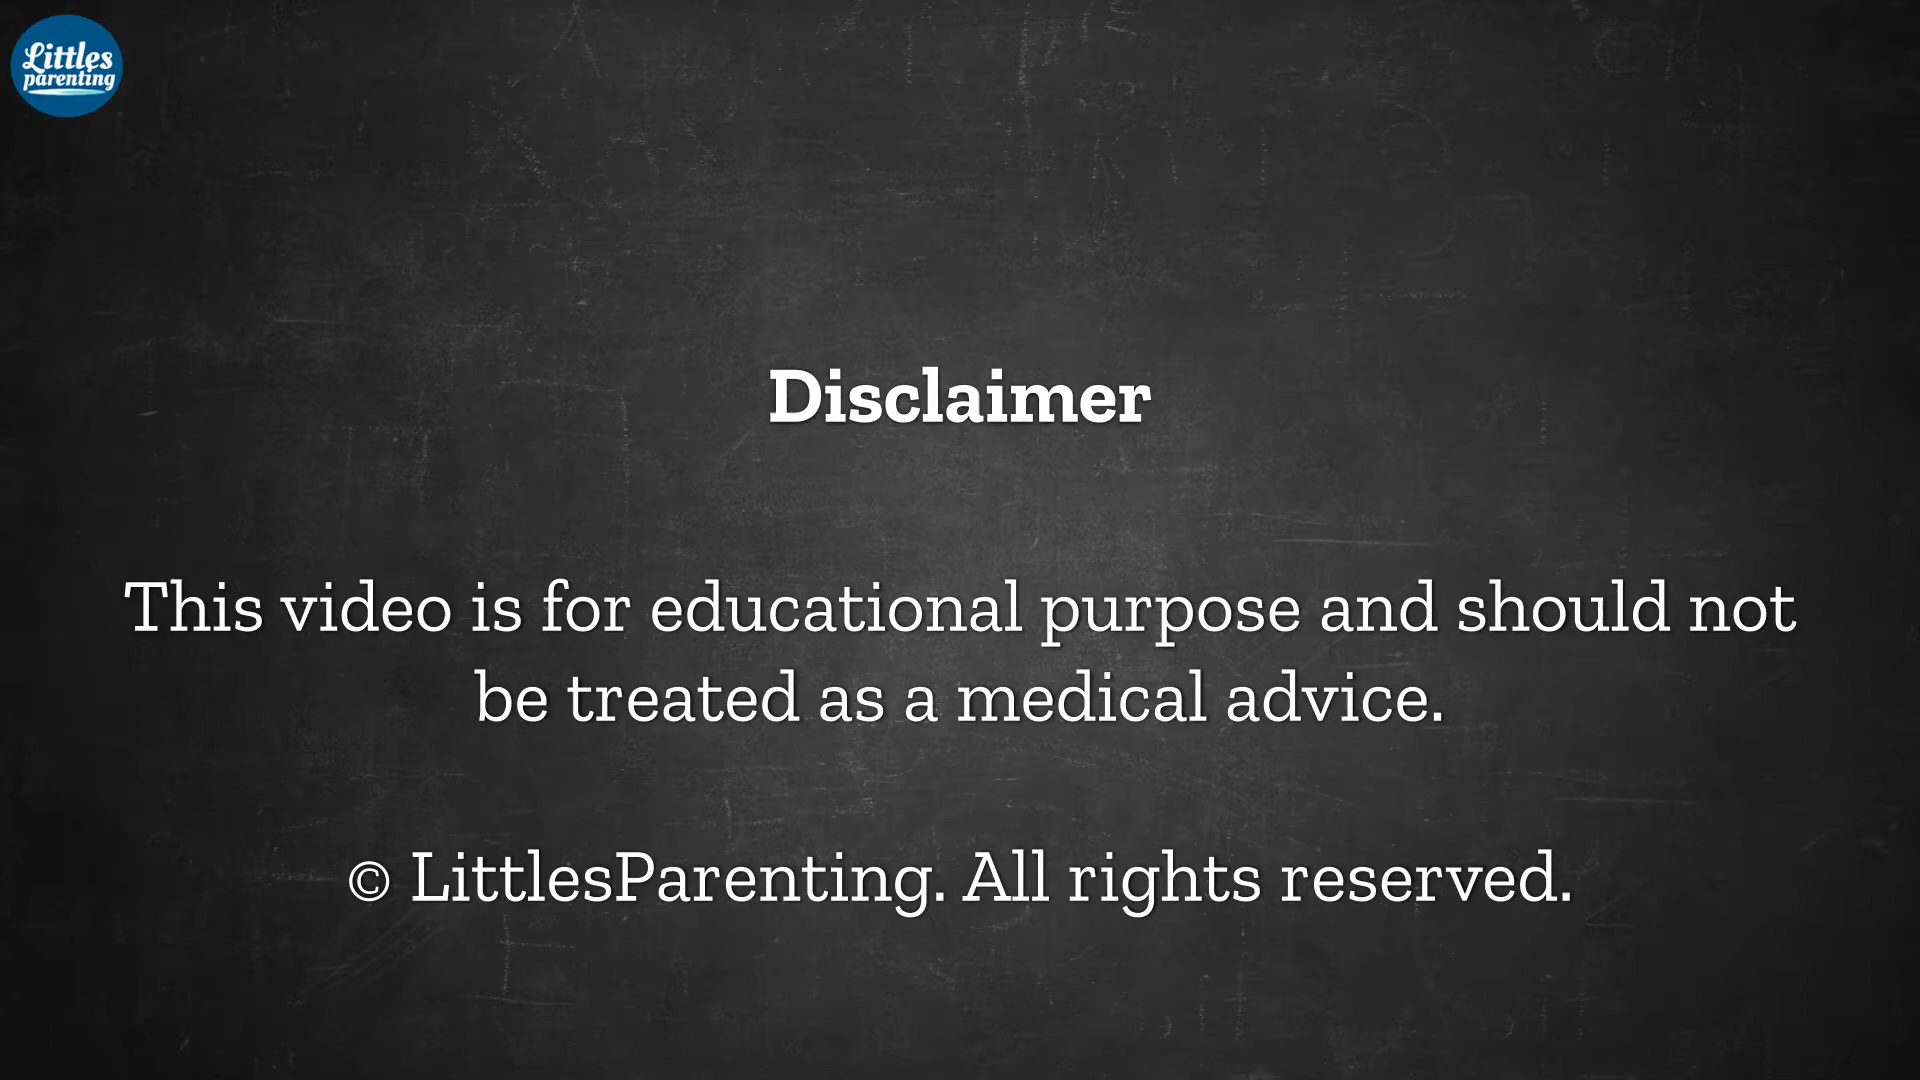 Littles
parenting
Disclaimer
This video is for educational purpose and should not
be treated as a medical advice.
© LittlesParenting. All rights reserved.